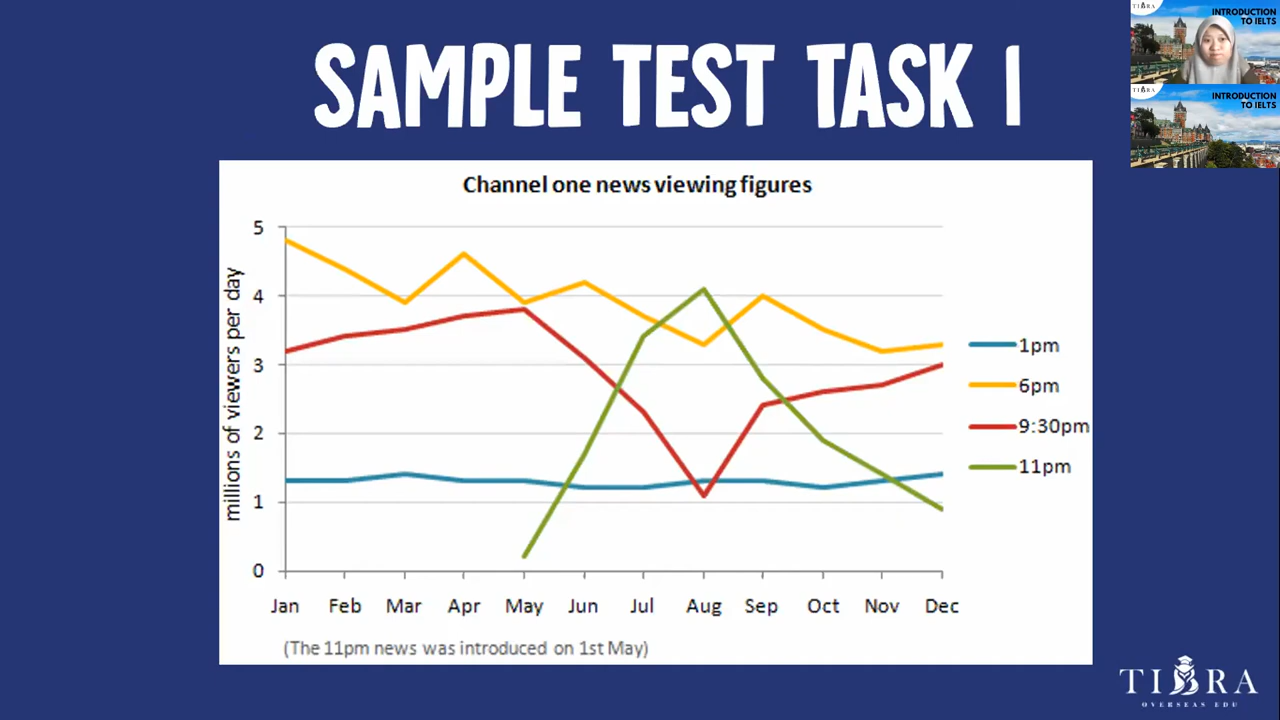 SAMPLE TEST TASK 1
INTRODUCTION
TO IELTS
INTRODUCTION
TO IELTS
Channel one news viewing figures
millions of viewers per day
5
4
3
2
1
0
Jan Feb Mar Apr May Jun Jul Aug Sep Oct Nov Dec
1pm
6pm
9:30pm
11pm
(The 11pm news was introduced on 1st May)
TIBRA
OVERSEAS EDU